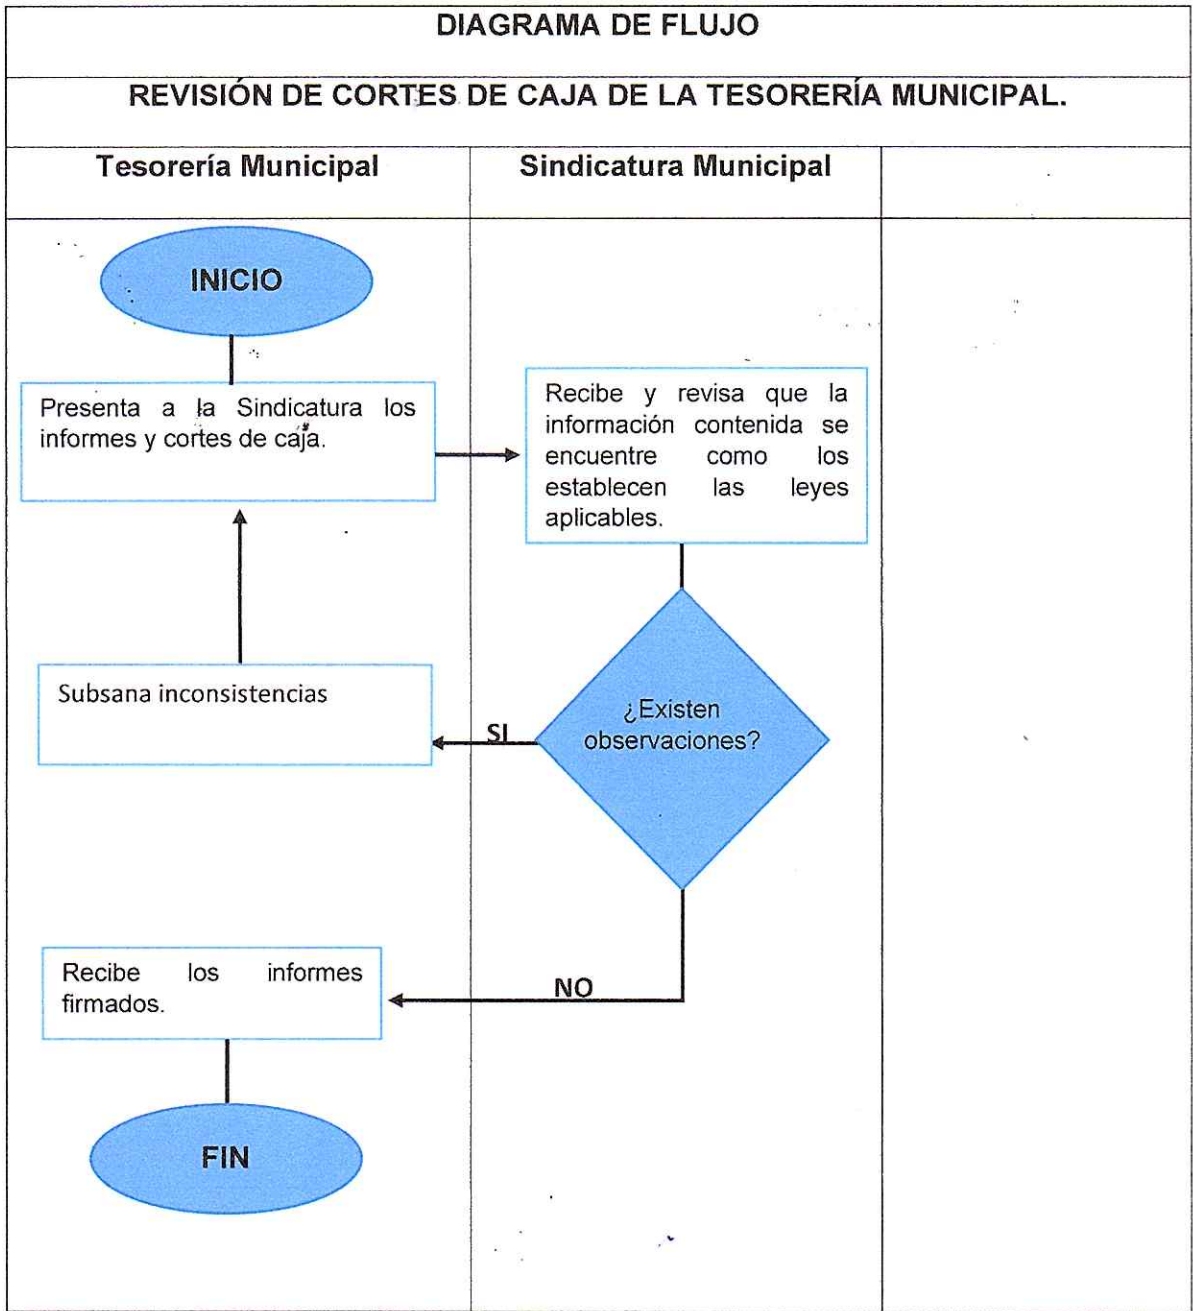 DIAGRAMA DE FLUJO
REVISIÓN DE CORTES DE CAJA DE LA TESORERÍA MUNICIPAL.
Tesorería Municipal
Sindicatura Municipal
INICIO
Presenta a la Sindicatura los
informes y cortes de caja.
Recibe y revisa que la
información contenida se
encuentre como los
establecen las leyes
aplicables.
¿Existen
observaciones?
SI
Subsana inconsistencias
NO
Recibe los informes
firmados.
FIN